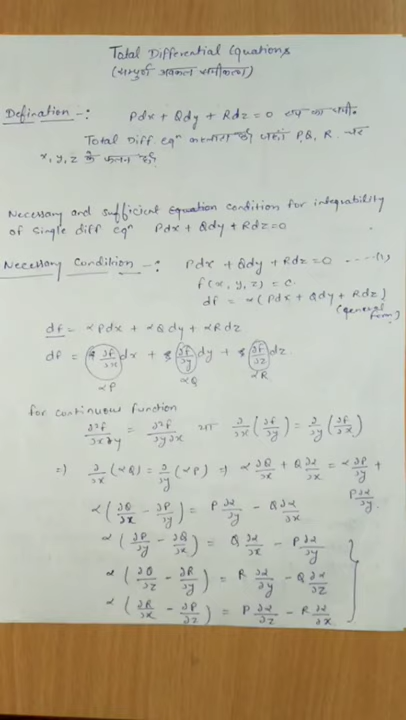 Total Differential Equations
(सम्पूर्ण अवकल समीकरण)
Defination -: Pdx + Qdy + Rdz = 0 रूप का समी०
Total Diff. eqⁿ कहलाता है जहां P,Q, R चर
x, y, z के फलन हैं।
Necessary and sufficient Equation condition for integrability
of single diff eqⁿ Pdx + Qdy + Rdz = 0
Necessary Condition -: Pdx + Qdy + Rdz = 0 -----(1)
f(x, y, z) = c.
df = α(Pdx + Qdy + Rdz)
(general form)
df = αPdx + αQdy + αRdz
df = ∂f/∂x dx + ∂f/∂y dy + ∂f/∂z dz.
αP αQ αR
for continuous function
∂²f/∂x∂y = ∂²f/∂y∂x या ∂/∂x(∂f/∂y) = ∂/∂y(∂f/∂x)
=> ∂/∂x(αQ) = ∂/∂y(αP) => α∂Q/∂x + Q∂α/∂x = α∂P/∂y + P∂α/∂y.
α(∂Q/∂x - ∂P/∂y) = P∂α/∂y - Q∂α/∂x
α(∂P/∂y - ∂Q/∂x) = Q∂α/∂x - P∂α/∂y
α(∂Q/∂z - ∂R/∂y) = R∂α/∂y - Q∂α/∂z
α(∂R/∂x - ∂P/∂z) = P∂α/∂z - R∂α/∂x